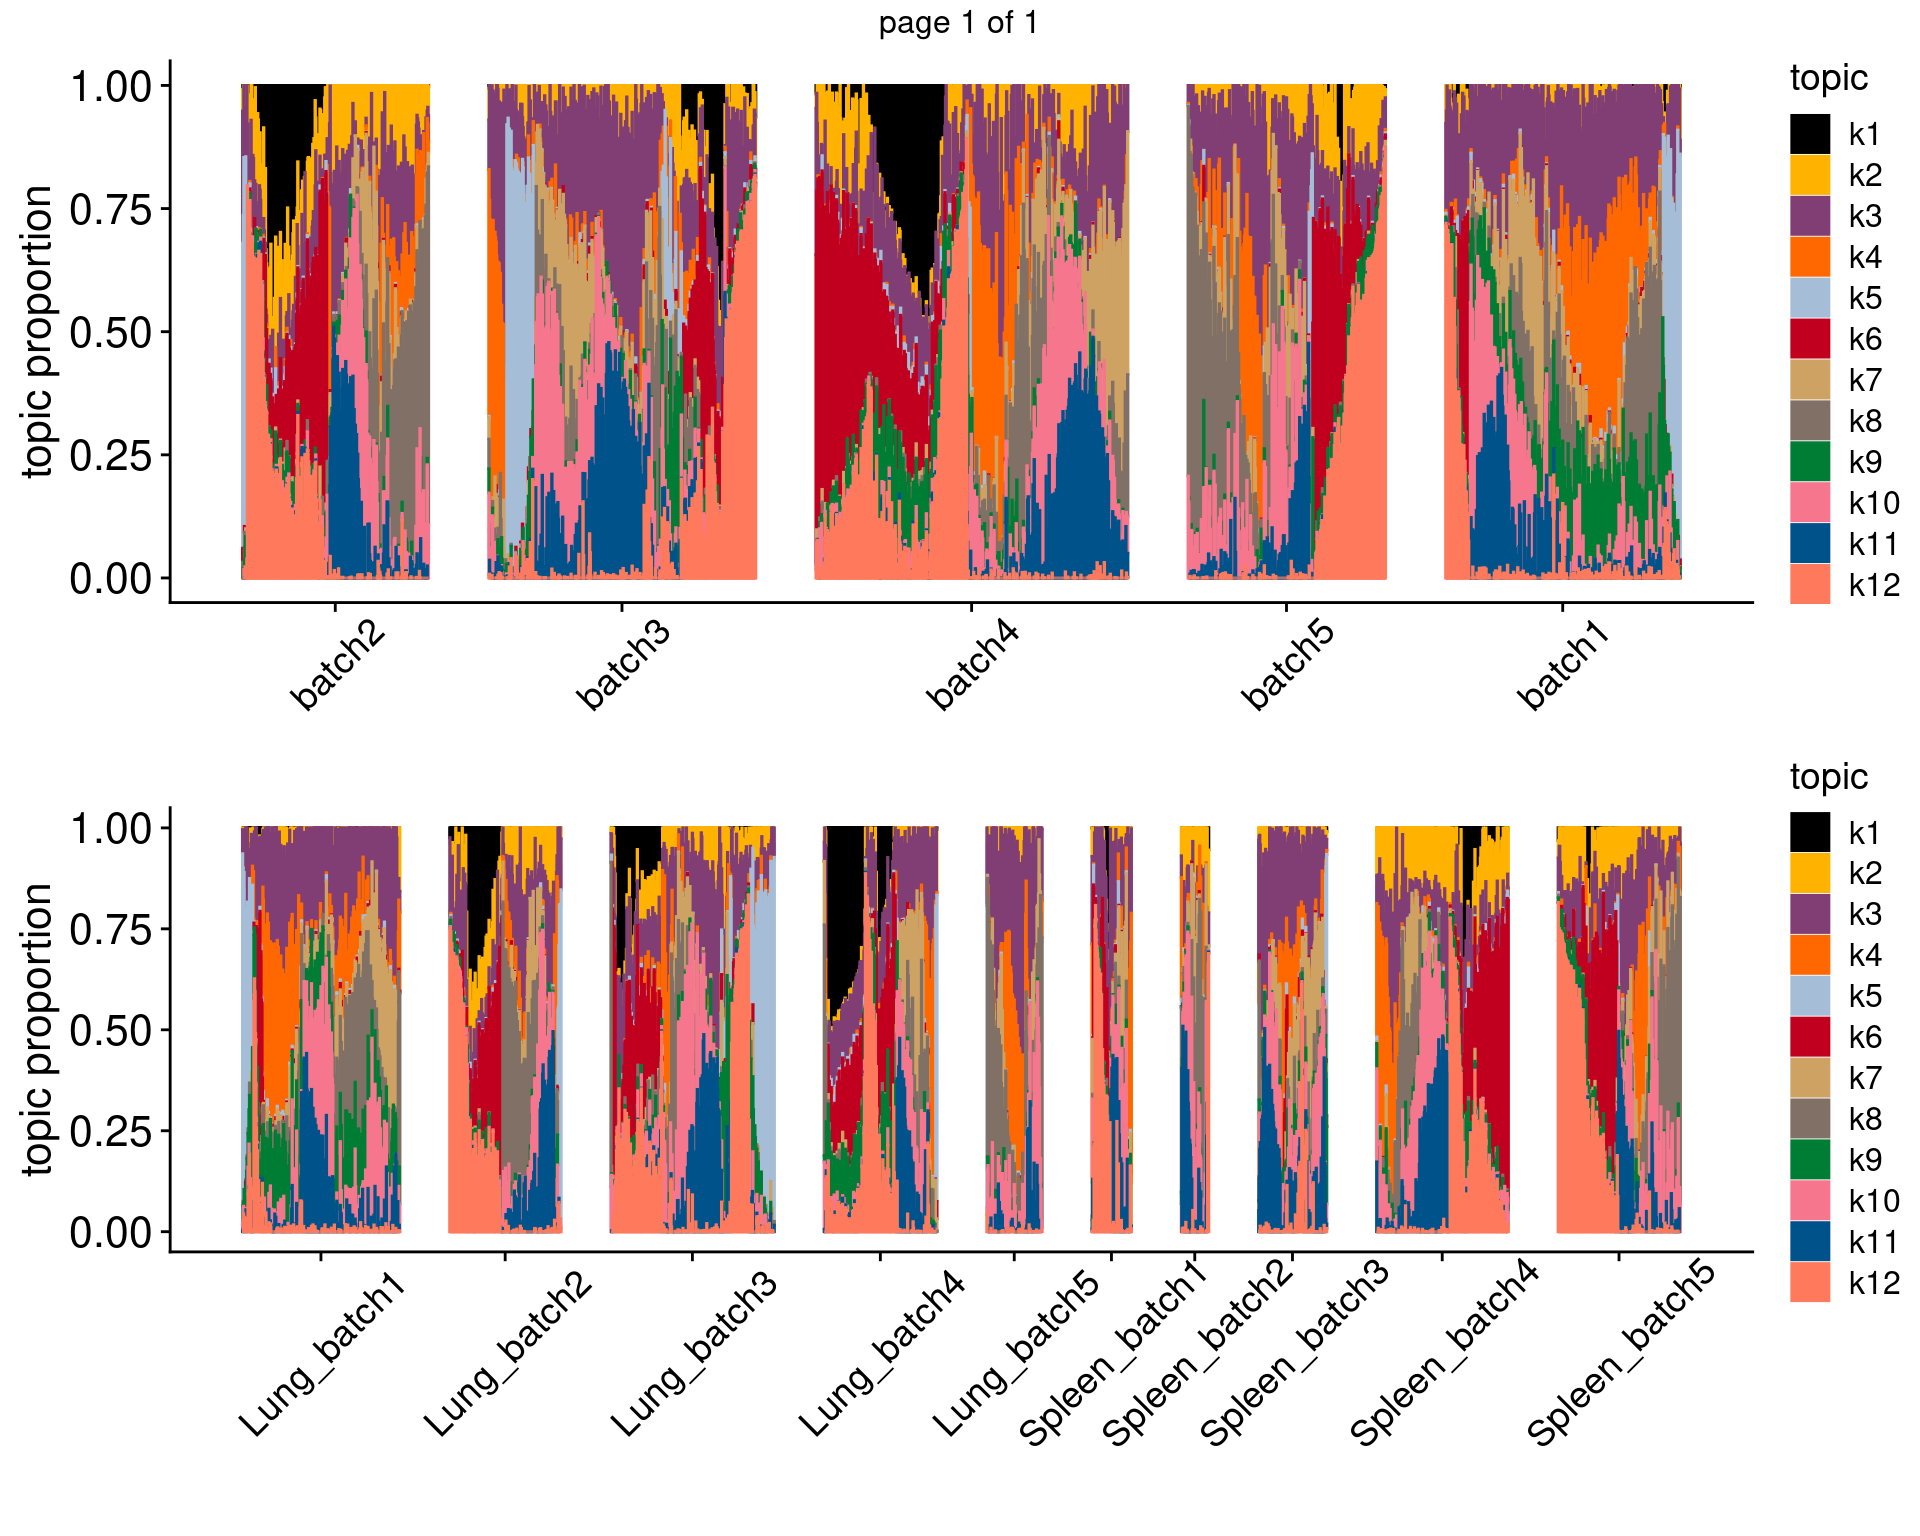 page 1 of 1
topic proportion
1.00
0.75
0.50
0.25
0.00
batch2
batch3
batch4
batch5
batch1
topic
k1
k2
k3
k4
k5
k6
k7
k8
k9
k10
k11
k12
topic proportion
1.00
0.75
0.50
0.25
0.00
Lung_batch1
Lung_batch2
Lung_batch3
Lung_batch4
Lung_batch5
Spleen_batch1
Spleen_batch2
Spleen_batch3
Spleen_batch4
Spleen_batch5
topic
k1
k2
k3
k4
k5
k6
k7
k8
k9
k10
k11
k12